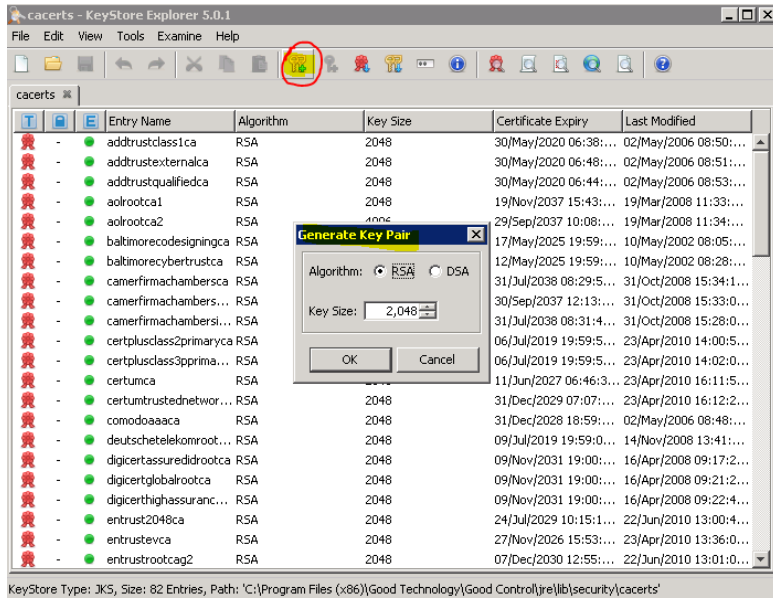 cacerts - KeyStore Explorer 5.0.1
File Edit View Tools Examine Help
cacerts
T E Entry Name Algorithm Key Size Certificate Expiry Last Modified
- addtrustclass1ca RSA 2048 30/May/2020 06:38:... 02/May/2006 08:50:...
- addtrustexternalca RSA 2048 30/May/2020 06:48:... 02/May/2006 08:51:...
- addtrustqualifiedca RSA 2048 30/May/2020 06:44:... 02/May/2006 08:53:...
- aolrootca1 RSA 2048 19/Nov/2037 15:43:... 19/Mar/2008 11:33:...
- aolrootca2 RSA 4096 29/Sep/2037 10:08:... 19/Mar/2008 11:34:...
- baltimorecodesigningca RSA 17/May/2025 19:59:... 10/May/2002 08:05:...
- baltimorecybertrustca RSA 12/May/2025 19:59:... 10/May/2002 08:28:...
- camerfirmachambersca RSA 31/Jul/2038 08:29:5... 31/Oct/2008 15:34:1...
- camerfirmachambers... RSA 30/Sep/2037 12:13:... 31/Oct/2008 15:33:0...
- camerfirmachambersi... RSA 31/Jul/2038 08:31:4... 31/Oct/2008 15:28:0...
- certplusclass2primaryca RSA 06/Jul/2019 19:59:5... 23/Apr/2010 14:00:5...
- certplusclass3pprima... RSA 06/Jul/2019 19:59:5... 23/Apr/2010 14:02:0...
- certumca RSA 11/Jun/2027 06:46:3... 23/Apr/2010 16:11:5...
- certumtrustednetwor... RSA 2048 31/Dec/2029 07:07:... 23/Apr/2010 16:12:2...
- comodoaaaca RSA 2048 31/Dec/2028 18:59:... 02/May/2006 08:48:...
- deutschetelekomroot... RSA 2048 09/Jul/2019 19:59:0... 14/Nov/2008 13:41:...
- digicertassuredidrootca RSA 2048 09/Nov/2031 19:00:... 16/Apr/2008 09:17:2...
- digicertglobalrootca RSA 2048 09/Nov/2031 19:00:... 16/Apr/2008 09:21:2...
- digicerthighassuranc... RSA 2048 09/Nov/2031 19:00:... 16/Apr/2008 09:22:4...
- entrust2048ca RSA 2048 24/Jul/2029 10:15:1... 22/Jun/2010 13:00:4...
- entrustevca RSA 2048 27/Nov/2026 15:53:... 23/Apr/2010 13:36:0...
- entrustrootcag2 RSA 2048 07/Dec/2030 12:55:... 22/Jun/2010 13:01:0...
Generate Key Pair
Algorithm: RSA DSA
Key Size: 2,048
OK Cancel
KeyStore Type: JKS, Size: 82 Entries, Path: 'C:\Program Files (x86)\Good Technology\Good Control\jre\lib\security\cacerts'